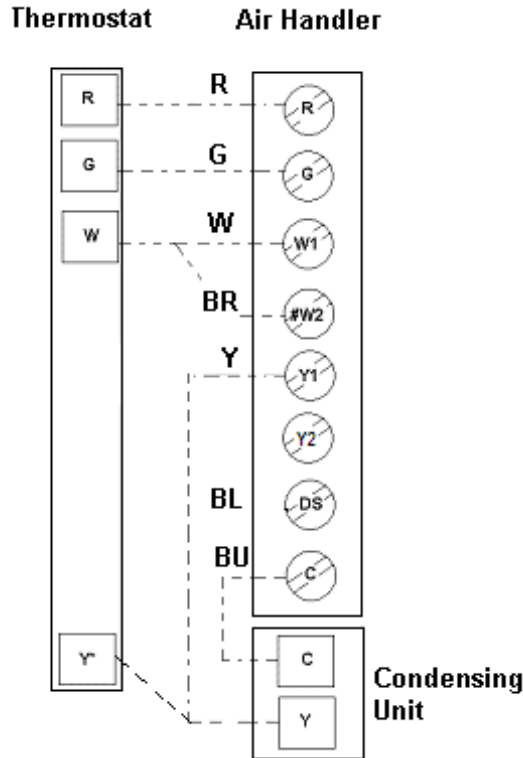 Thermostat Air Handler
R R R
G G G
W W W1
BR #W2
Y Y1
Y2
BL DS
BU C
Y" C Condensing
Y Unit